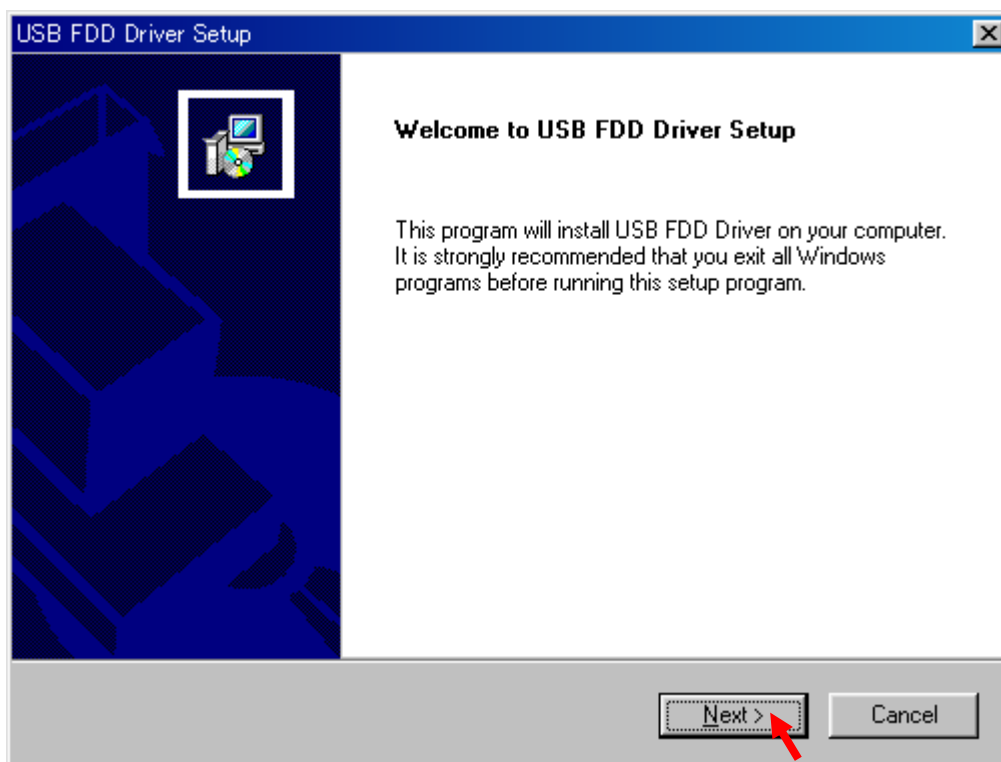 USB FDD Driver Setup
Welcome to USB FDD Driver Setup
This program will install USB FDD Driver on your computer.
It is strongly recommended that you exit all Windows
programs before running this setup program.
Next >
Cancel